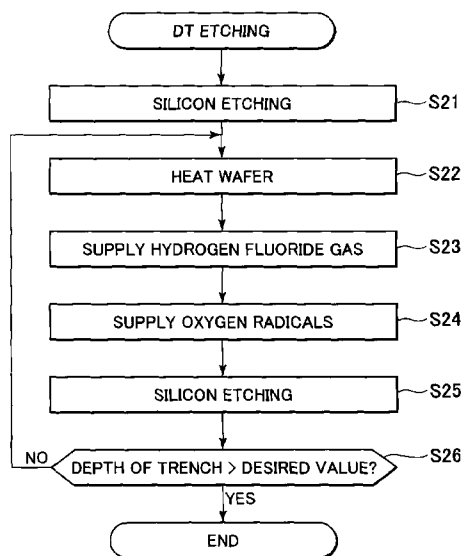 DT ETCHING
SILICON ETCHING
S21
HEAT WAFER
S22
SUPPLY HYDROGEN FLUORIDE GAS
S23
SUPPLY OXYGEN RADICALS
S24
SILICON ETCHING
S25
NO
DEPTH OF TRENCH > DESIRED VALUE?
S26
YES
END